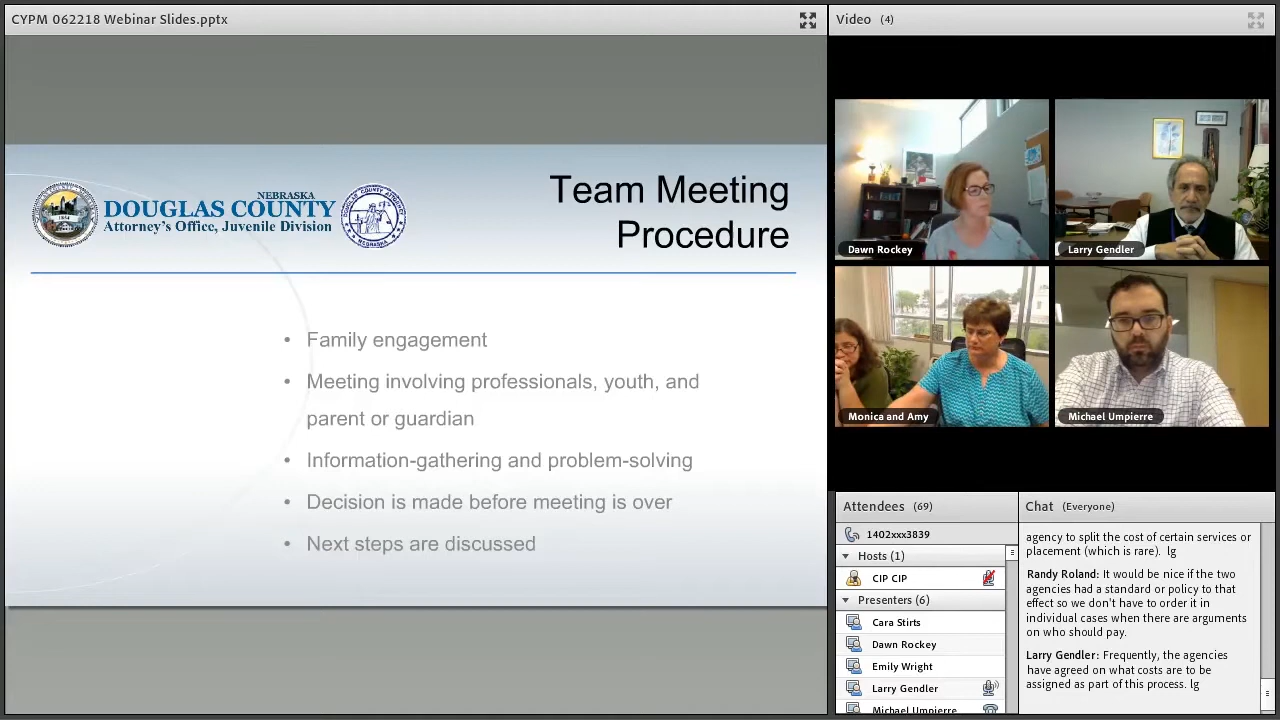 CYPM 062218 Webinar Slides.pptx
Video (4)
NEBRASKA
DOUGLAS COUNTY
Attorney's Office, Juvenile Division
Team Meeting
Procedure
• Family engagement
• Meeting involving professionals, youth, and
parent or guardian
• Information-gathering and problem-solving
• Decision is made before meeting is over
• Next steps are discussed
Dawn Rockey
Larry Gendler
Monica and Amy
Michael Umpierre
Attendees (69)
1402xxx3839
Hosts (1)
CIP CIP
Presenters (6)
Cara Stirts
Dawn Rockey
Emily Wright
Larry Gendler
Michael Umpierre
Chat (Everyone)
agency to split the cost of certain services or
placement (which is rare). lg
Randy Roland: It would be nice if the two
agencies had a standard or policy to that
effect so we don't have to order it in
individual cases when there are arguments
on who should pay.
Larry Gendler: Frequently, the agencies
have agreed on what costs are to be
assigned as part of this process. lg